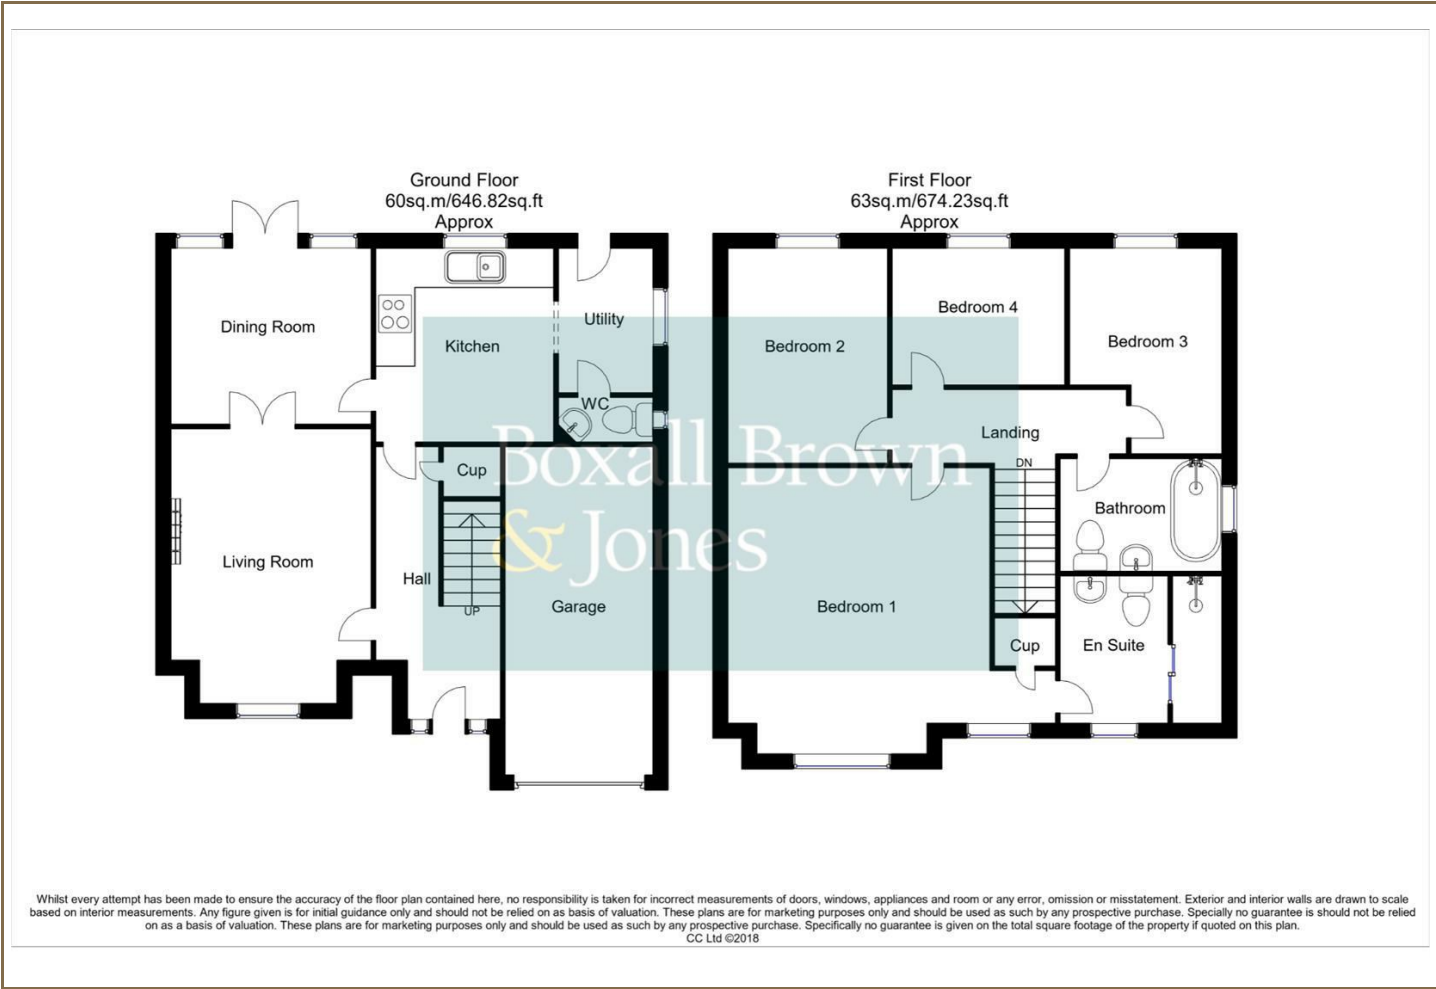 Ground Floor
60sq.m/646.82sq.ft
Approx
First Floor
63sq.m/674.23sq.ft
Approx
Dining Room
Kitchen
Utility
WC
Cup
Living Room
Hall
UP
Garage
Bedroom 2
Bedroom 4
Bedroom 3
Landing
DN
Bathroom
Bedroom 1
Cup
En Suite
Boxall Brown
& Jones
Whilst every attempt has been made to ensure the accuracy of the floor plan contained here, no responsibility is taken for incorrect measurements of doors, windows, appliances and room or any error, omission or misstatement. Exterior and interior walls are drawn to scale
based on interior measurements. Any figure given is for initial guidance only and should not be relied on as basis of valuation. These plans are for marketing purposes only and should be used as such by any prospective purchase. Specially no guarantee is should not be relied
on as a basis of valuation. These plans are for marketing purposes only and should be used as such by any prospective purchase. Specifically no guarantee is given on the total square footage of the property if quoted on this plan.
CC Ltd ©2018